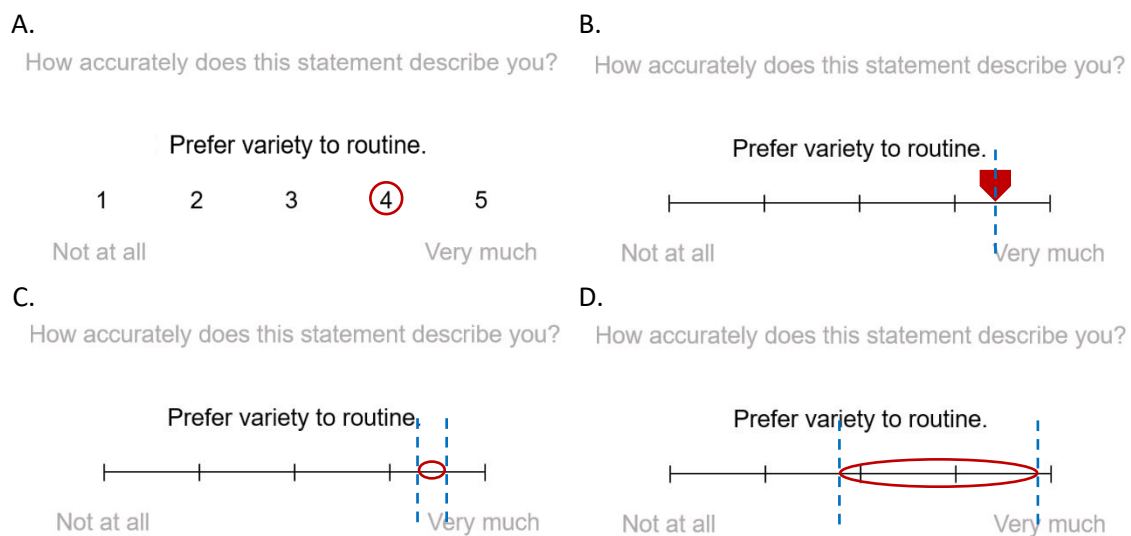 A.
How accurately does this statement describe you?
Prefer variety to routine.
1 2 3 4 5
Not at all Very much
B.
How accurately does this statement describe you?
Prefer variety to routine.
Not at all Very much
C.
How accurately does this statement describe you?
Prefer variety to routine.
Not at all Very much
D.
How accurately does this statement describe you?
Prefer variety to routine.
Not at all Very much